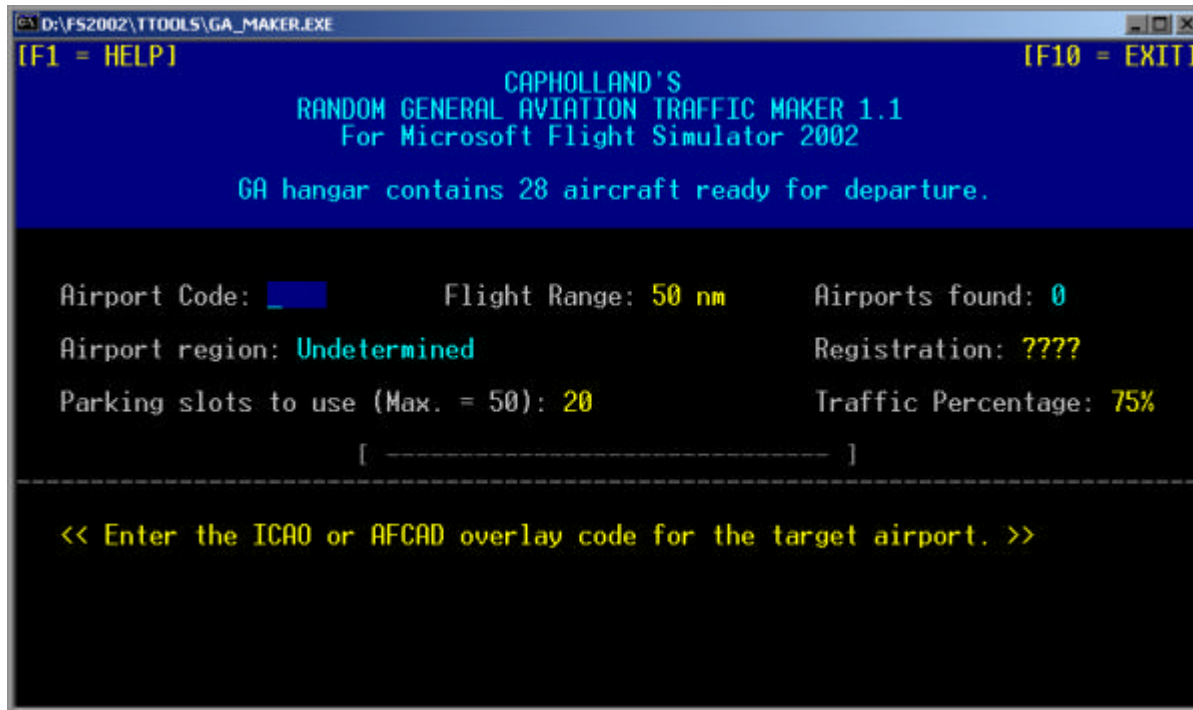 D:\FS2002\TTOOLS\GA_MAKER.EXE
[F1 = HELP] [F10 = EXIT]
CAPHOLLAND'S
RANDOM GENERAL AVIATION TRAFFIC MAKER 1.1
For Microsoft Flight Simulator 2002
GA hangar contains 28 aircraft ready for departure.
Airport Code: _ Flight Range: 50 nm Airports found: 0
Airport region: Undetermined Registration: ????
Parking slots to use (Max. = 50): 20 Traffic Percentage: 75%
[ -------------------------------- ]
<< Enter the ICAO or AFCAD overlay code for the target airport. >>